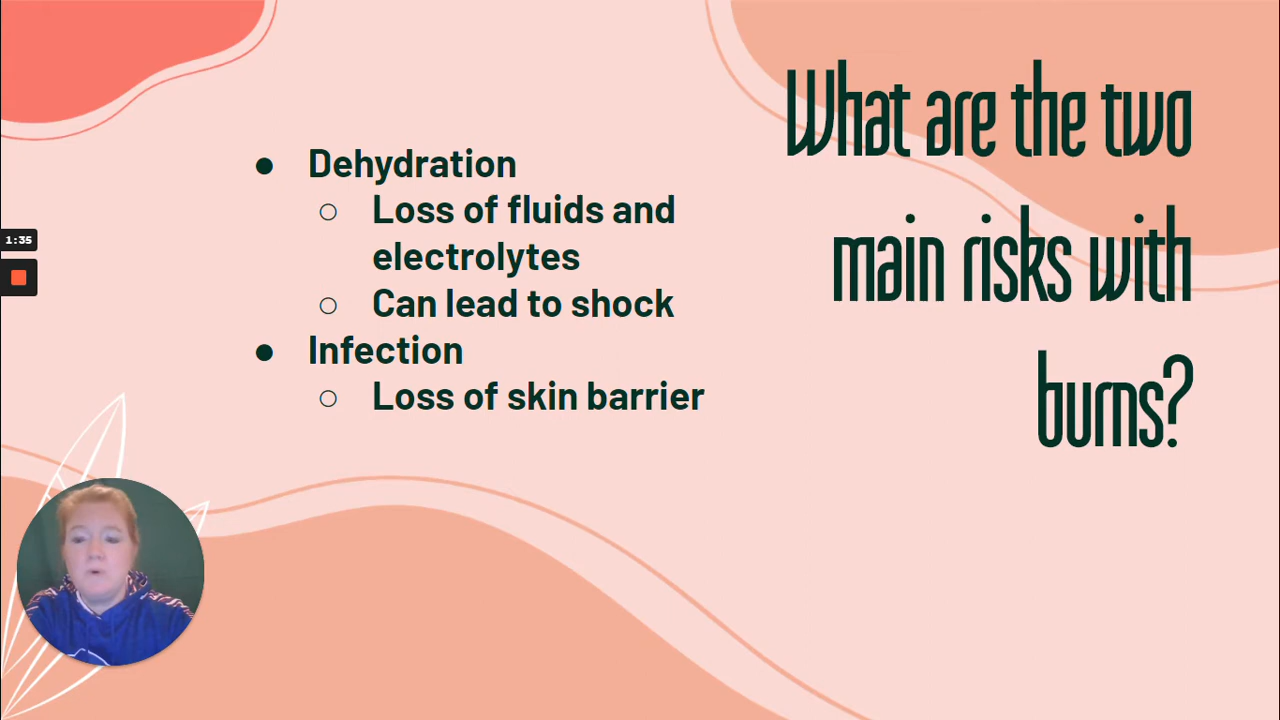 What are the two
main risks with
burns?
● Dehydration
○ Loss of fluids and
electrolytes
○ Can lead to shock
● Infection
○ Loss of skin barrier
1:35